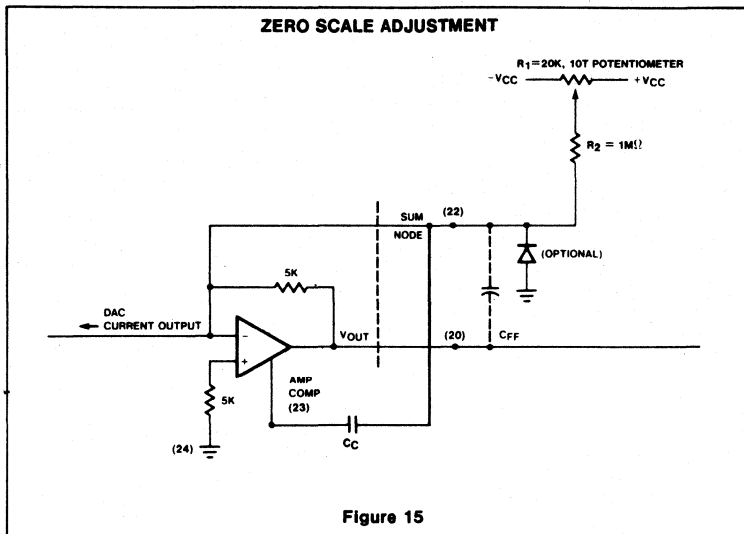 ZERO SCALE ADJUSTMENT
R1=20K, 10T POTENTIOMETER
-VCC
+VCC
R2 = 1MΩ
SUM
NODE
(22)
(OPTIONAL)
5K
DAC
CURRENT OUTPUT
VOUT
(20)
CFF
-
+
AMP
COMP
(23)
5K
CC
(24)
Figure 15